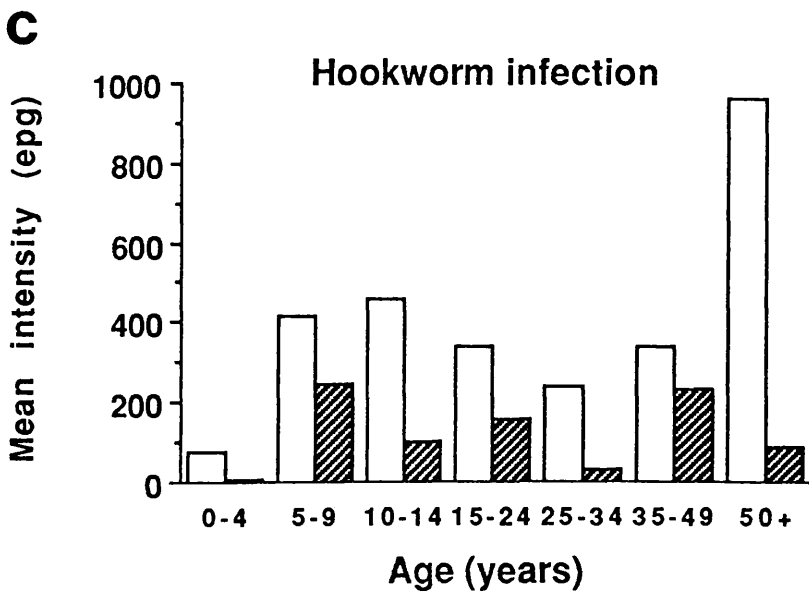 C
Hookworm infection
Mean intensity (epg)
1000
800
600
400
200
0
0-4 5-9 10-14 15-24 25-34 35-49 50+
Age (years)